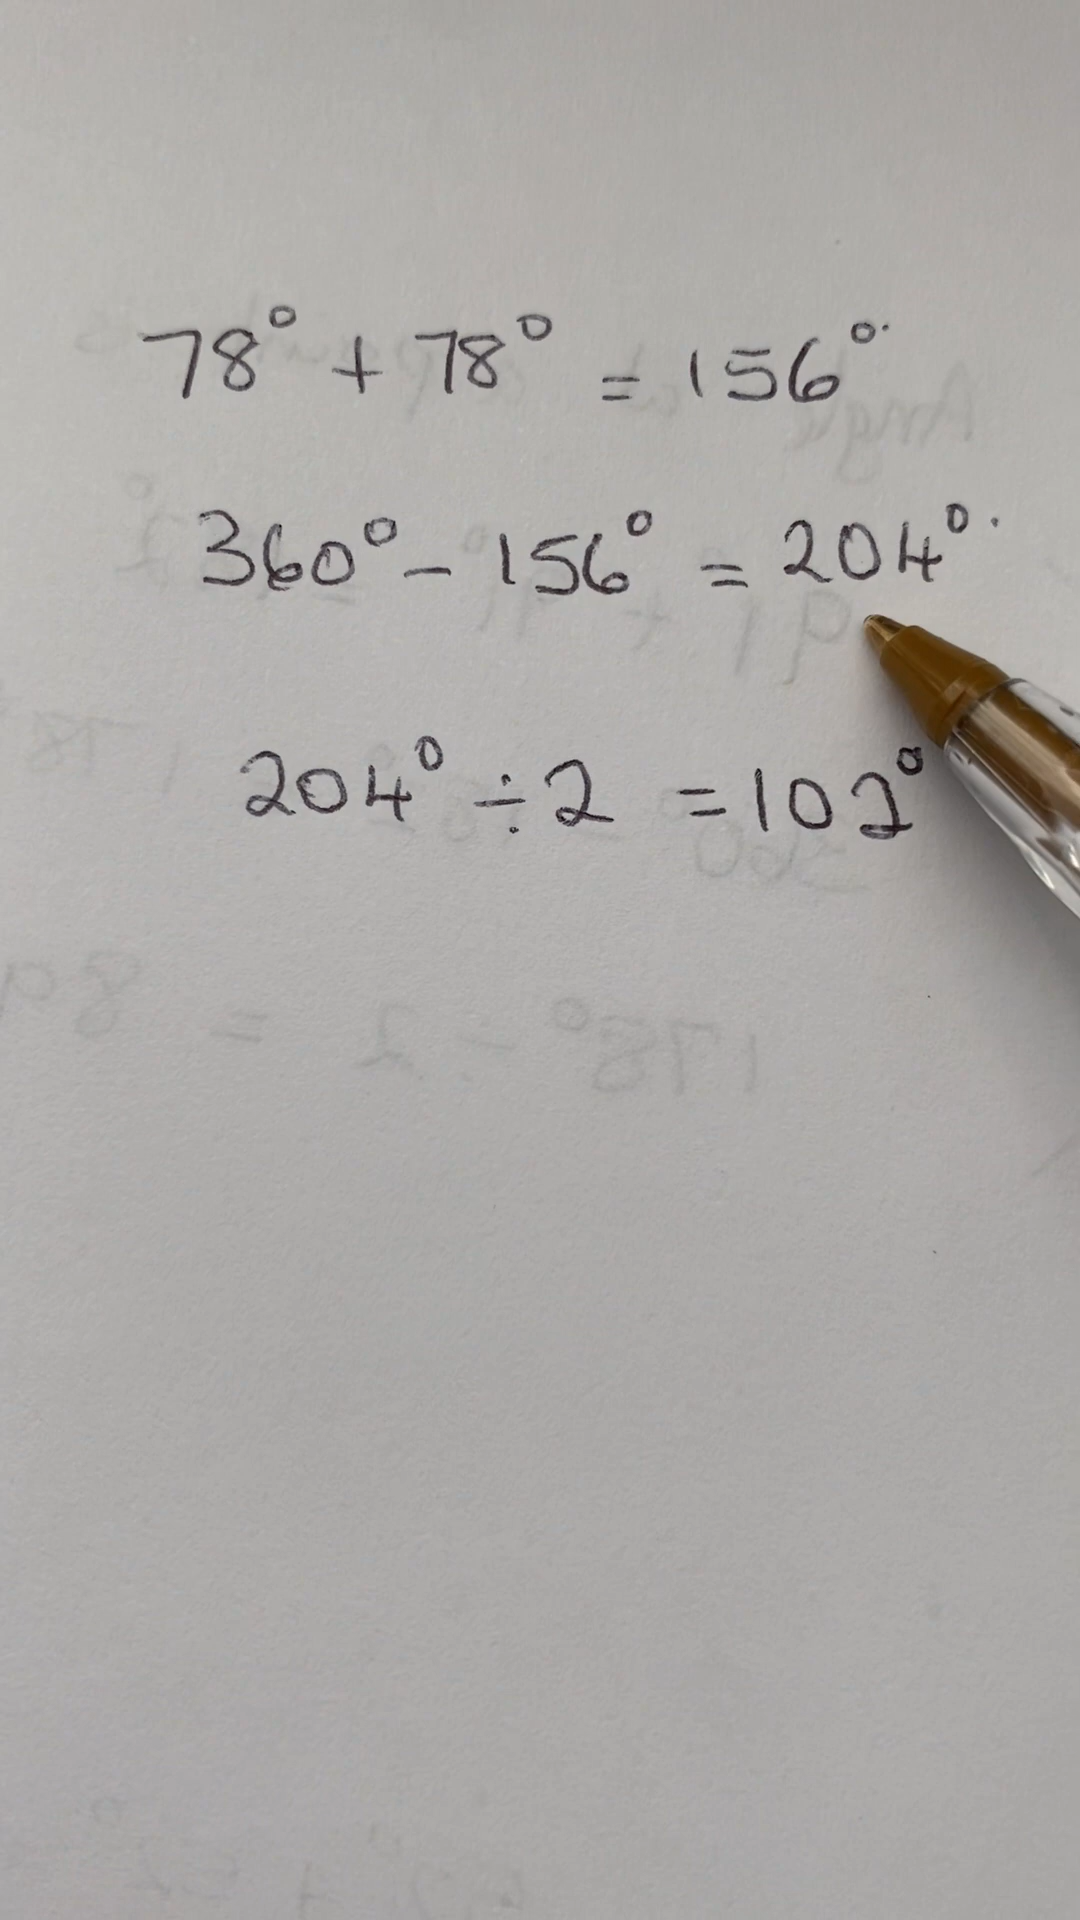 78° + 78° = 156°.
360° - 156° = 204°.
204° ÷ 2 = 102°